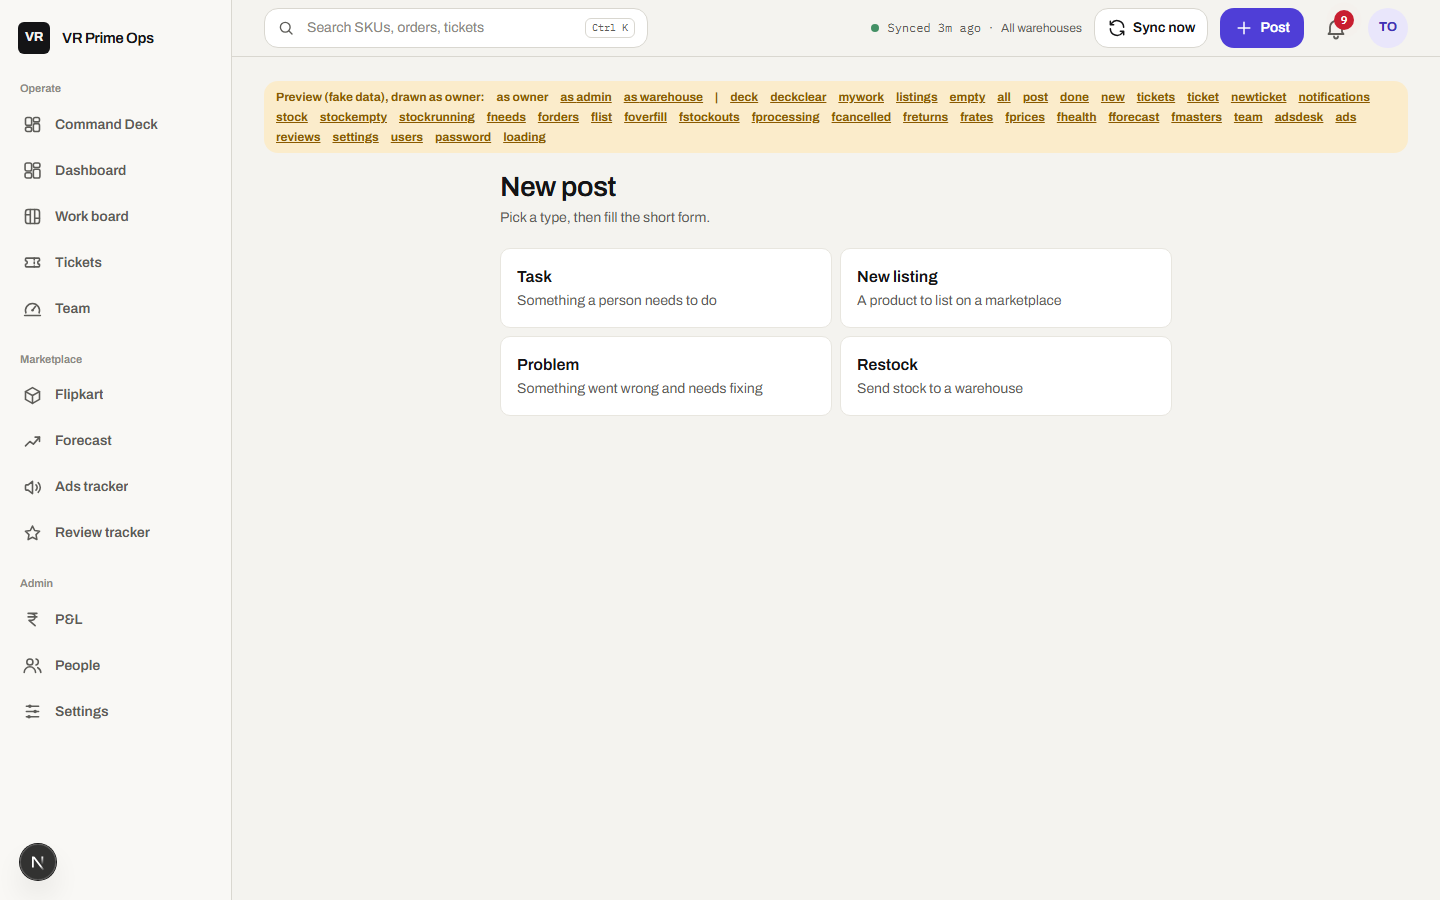 VR
VR Prime Ops
Operate
Command Deck
Dashboard
Work board
Tickets
Team
Marketplace
Flipkart
Forecast
Ads tracker
Review tracker
Admin
P&L
People
Settings
N
Search SKUs, orders, tickets
Ctrl K
Synced 3m ago · All warehouses
Sync now
Post
9
TO
Preview (fake data), drawn as owner: as owner as admin as warehouse | deck deckclear mywork listings empty all post done new tickets ticket newticket notifications
stock stockempty stockrunning fneeds forders flist foverfill fstockouts fprocessing fcancelled freturns frates fprices fhealth fforecast fmasters team adsdesk ads
reviews settings users password loading
New post
Pick a type, then fill the short form.
Task
Something a person needs to do
New listing
A product to list on a marketplace
Problem
Something went wrong and needs fixing
Restock
Send stock to a warehouse